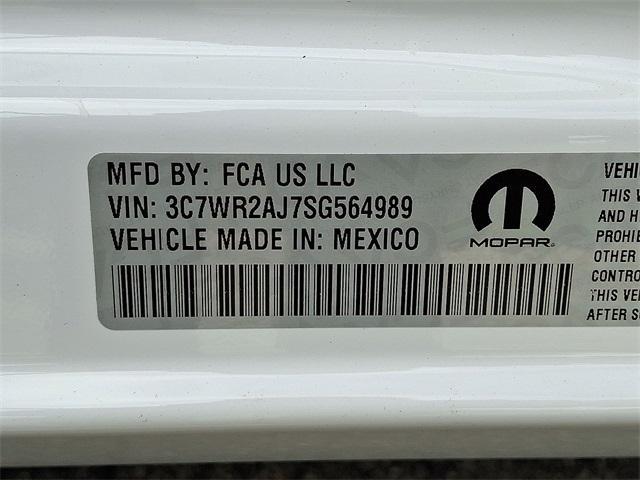 MFD BY: FCA US LLC
VIN: 3C7WR2AJ7SG564989
VEHICLE MADE IN: MEXICO
MOPAR®
VEHI
THIS V
AND H
PROHIE
OTHER
CONTRO
THIS VE
AFTER S